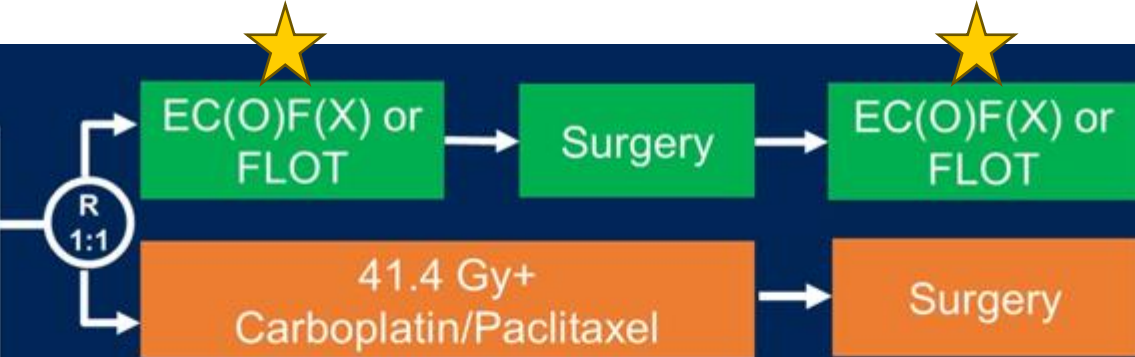 EC(O)F(X) or
FLOT
Surgery
EC(O)F(X) or
FLOT
R
1:1
41.4 Gy+
Carboplatin/Paclitaxel
Surgery